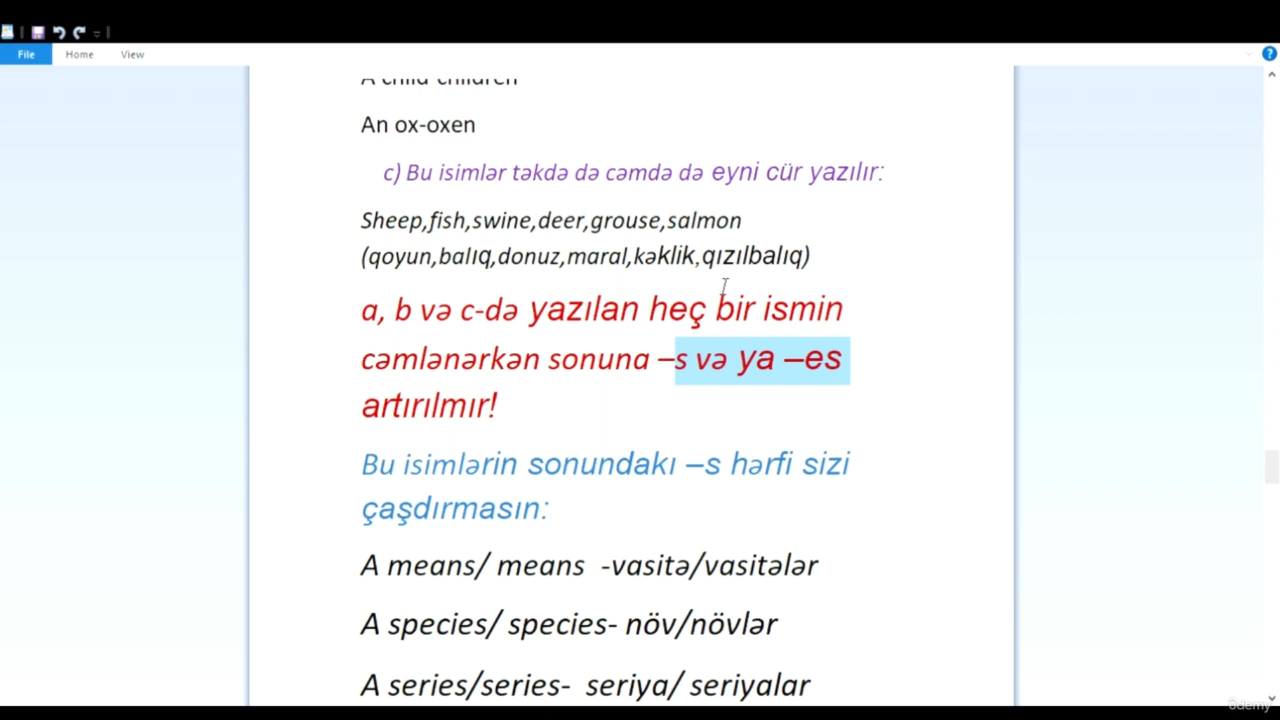 File Home View
A child-children
An ox-oxen
c) Bu isimlər təkdə də cəmdə də eyni cür yazılır:
Sheep,fish,swine,deer,grouse,salmon
(qoyun,balıq,donuz,maral,kəklik,qızılbalıq)
a, b və c-də yazılan heç bir ismin
cəmlənərkən sonuna –s və ya –es
artırılmır!
Bu isimlərin sonundakı –s hərfi sizi
çaşdırmasın:
A means/ means -vasitə/vasitələr
A species/ species- növ/növlər
A series/series- seriya/ seriyalar
ûdemy